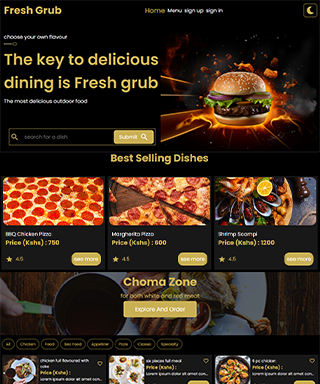 Fresh Grub
Home Menu sign up sign in
choose your own flavour
The key to delicious
dining is Fresh grub
The most delicious outdoor food
search for a dish
Submit
Best Selling Dishes
BBQ Chicken Pizza
Price (Kshs) : 750
4.5 see more
Margherita Pizza
Price (Kshs) : 600
4.5 see more
Shrimp Scampi
Price (Kshs) : 1200
4.5 see more
Choma Zone
for both white and red meat
Explore And Order
All Chicken Food Sea Food Appetizer Pizza Classic Specialty
chicken full flavoured with
cake
Price (Kshs) :
Lorem ipsum dolor sit amet con...
six pieces full meal
Price (Kshs) :
Lorem ipsum dolor sit amet con...
6 pc chicken
Price (Kshs) :
Lorem ipsum dolor sit amet con...